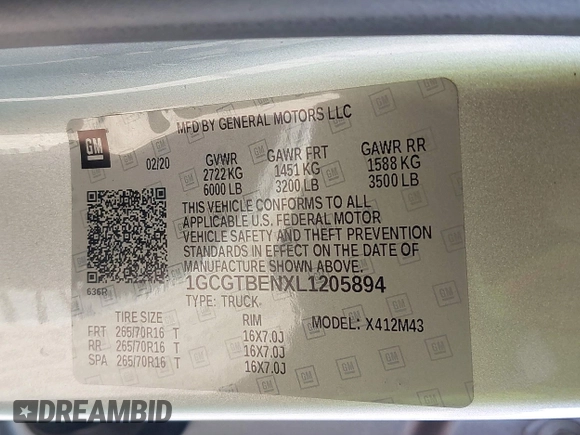 MFD BY GENERAL MOTORS LLC
GM
02/20
GVWR GAWR FRT GAWR RR
2722 KG 1451 KG 1588 KG
6000 LB 3200 LB 3500 LB
THIS VEHICLE CONFORMS TO ALL
APPLICABLE U.S. FEDERAL MOTOR
VEHICLE SAFETY AND THEFT PREVENTION
STANDARDS IN EFFECT ON THE DATE OF
MANUFACTURE SHOWN ABOVE.
636R
1GCGTBENXL1205894
TYPE: TRUCK
TIRE SIZE RIM MODEL: X412M43
FRT 265/70R16 T 16X7.0J
RR 265/70R16 T 16X7.0J
SPA 265/70R16 T 16X7.0J
DREAMBID